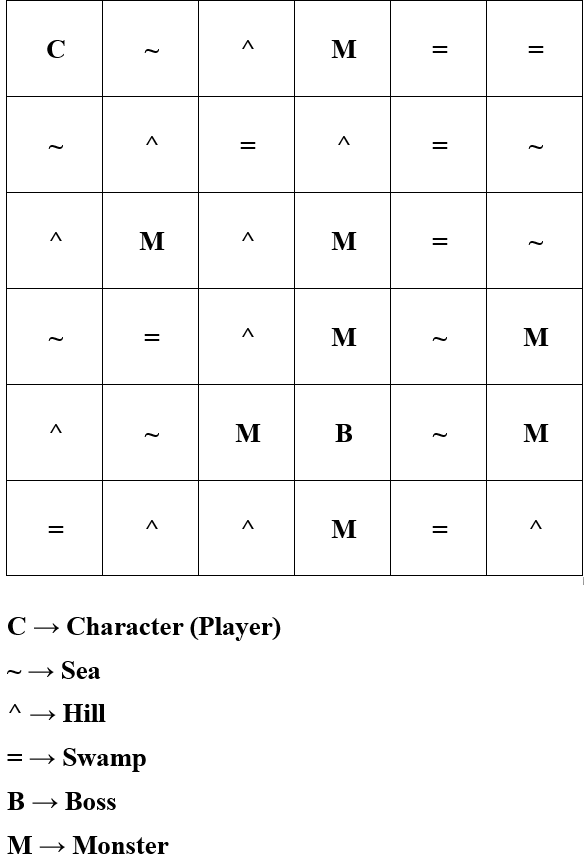 C ~ ^ M = =
~ ^ = ^ = ~
^ M ^ M = ~
~ = ^ M ~ M
^ ~ M B ~ M
= ^ ^ M = ^
C → Character (Player)
~ → Sea
^ → Hill
= → Swamp
B → Boss
M → Monster